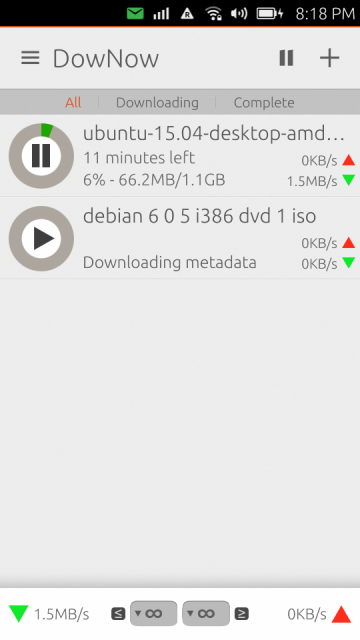 8:18 PM
DowNow
All Downloading Complete
ubuntu-15.04-desktop-amd...
11 minutes left 0KB/s
6% - 66.2MB/1.1GB 1.5MB/s
debian 6 0 5 i386 dvd 1 iso
0KB/s
Downloading metadata 0KB/s
1.5MB/s ≤ ∞ ∞ ≥ 0KB/s